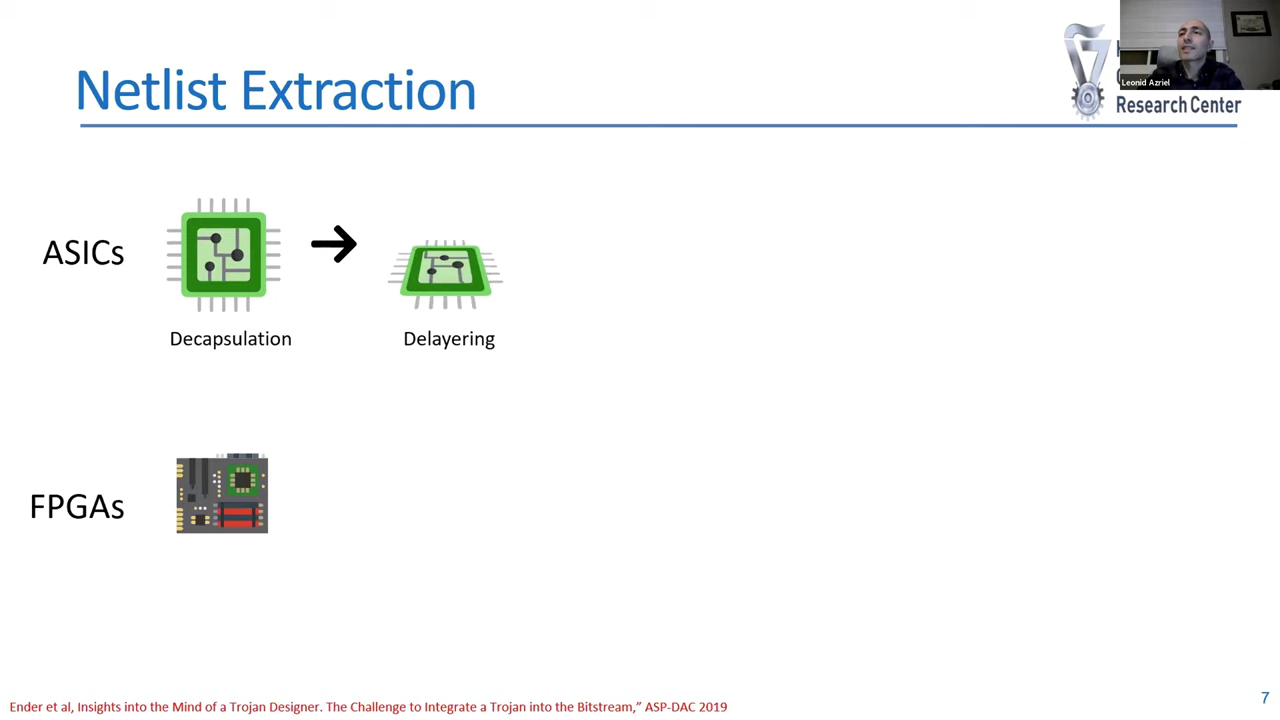 Netlist Extraction
Leonid Azriel
Research Center
ASICs
Decapsulation
Delayering
FPGAs
Ender et al, Insights into the Mind of a Trojan Designer. The Challenge to Integrate a Trojan into the Bitstream,” ASP-DAC 2019
7